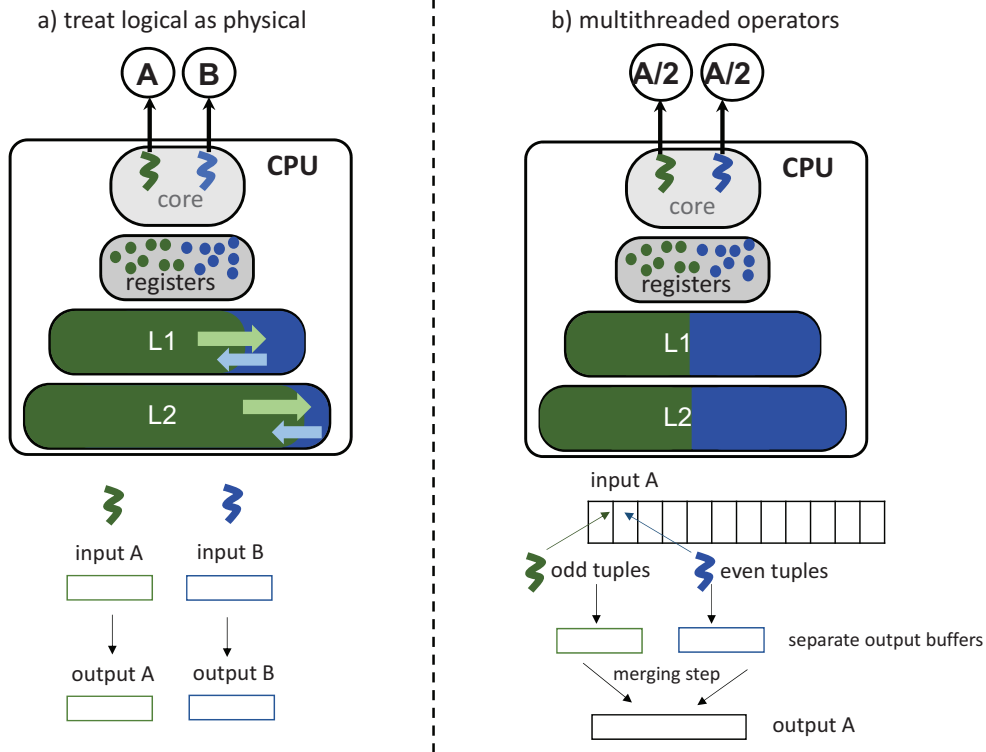 a) treat logical as physical
A
B
CPU
core
registers
L1
L2
input A
input B
output A
output B
b) multithreaded operators
A/2
A/2
CPU
core
registers
L1
L2
input A
odd tuples
even tuples
separate output buffers
merging step
output A